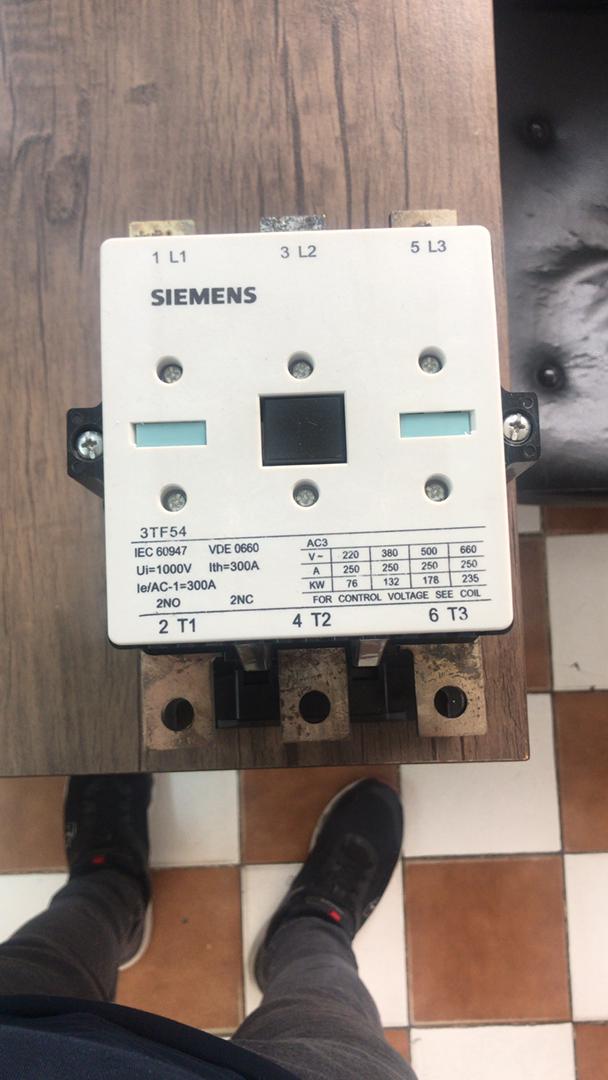 1 L1 3 L2 5 L3
SIEMENS
3TF54
IEC 60947 VDE 0660
Ui=1000V Ith=300A
Ie/AC-1=300A
2NO 2NC
AC3
V~ 220 380 500 660
A 250 250 250 250
KW 76 132 178 235
FOR CONTROL VOLTAGE SEE COIL
2 T1 4 T2 6 T3